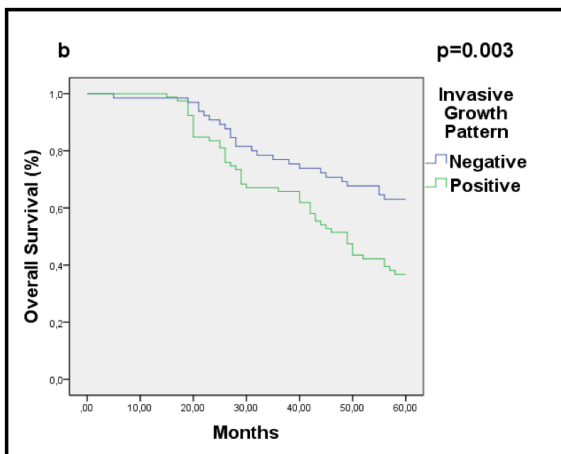 b
p=0.003
Invasive
Growth
Pattern
Negative
Positive
Overall Survival (%)
1,0
0,8
0,6
0,4
0,2
0,0
,00
10,00
20,00
30,00
40,00
50,00
60,00
Months